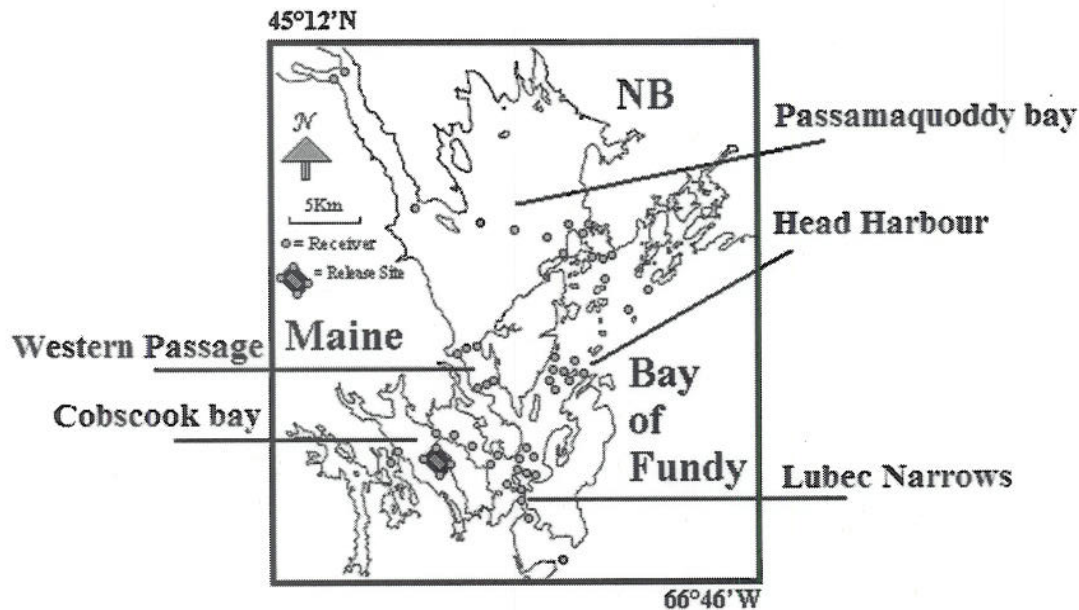 45°12'N
NB
Passamaquoddy bay
N
5Km
= Receiver
= Release Site
Head Harbour
Maine
Western Passage
Bay
of
Fundy
Cobscook bay
Lubec Narrows
66°46'W